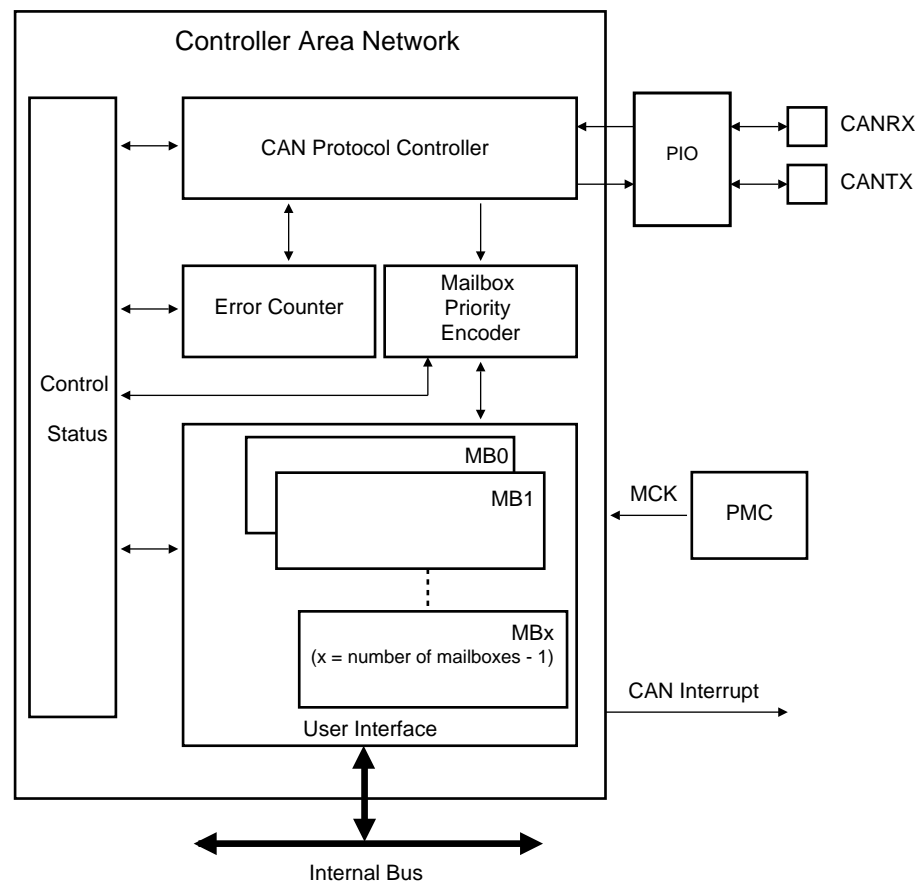 Controller Area Network
CAN Protocol Controller
PIO
CANRX
CANTX
Error Counter
Mailbox
Priority
Encoder
Control
Status
MB0
MB1
MCK
PMC
MBx
(x = number of mailboxes - 1)
CAN Interrupt
User Interface
Internal Bus